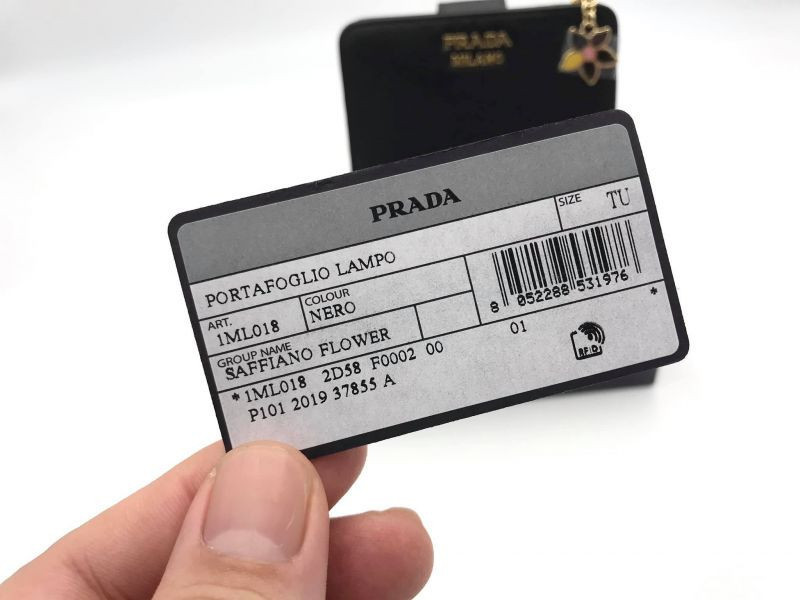 PRADA
MILANO
PRADA
PORTAFOGLIO LAMPO
SIZE
TU
ART.
1ML018
COLOUR
NERO
8 052288 531976
GROUP NAME
SAFFIANO FLOWER
*1ML018 2D58 F0002 00 01 *
P101 2019 37855 A
RFiD